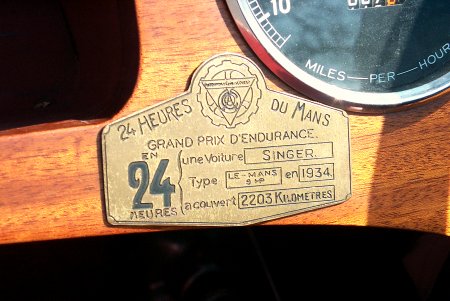 10
MILES—PER—HOUR
24 HEURES DU MANS
GRAND PRIX D'ENDURANCE.
EN
24
HEURES
une Voiture SINGER.
Type LE-MANS 9 HP en 1934.
a couvert 2203 KILOMETRES